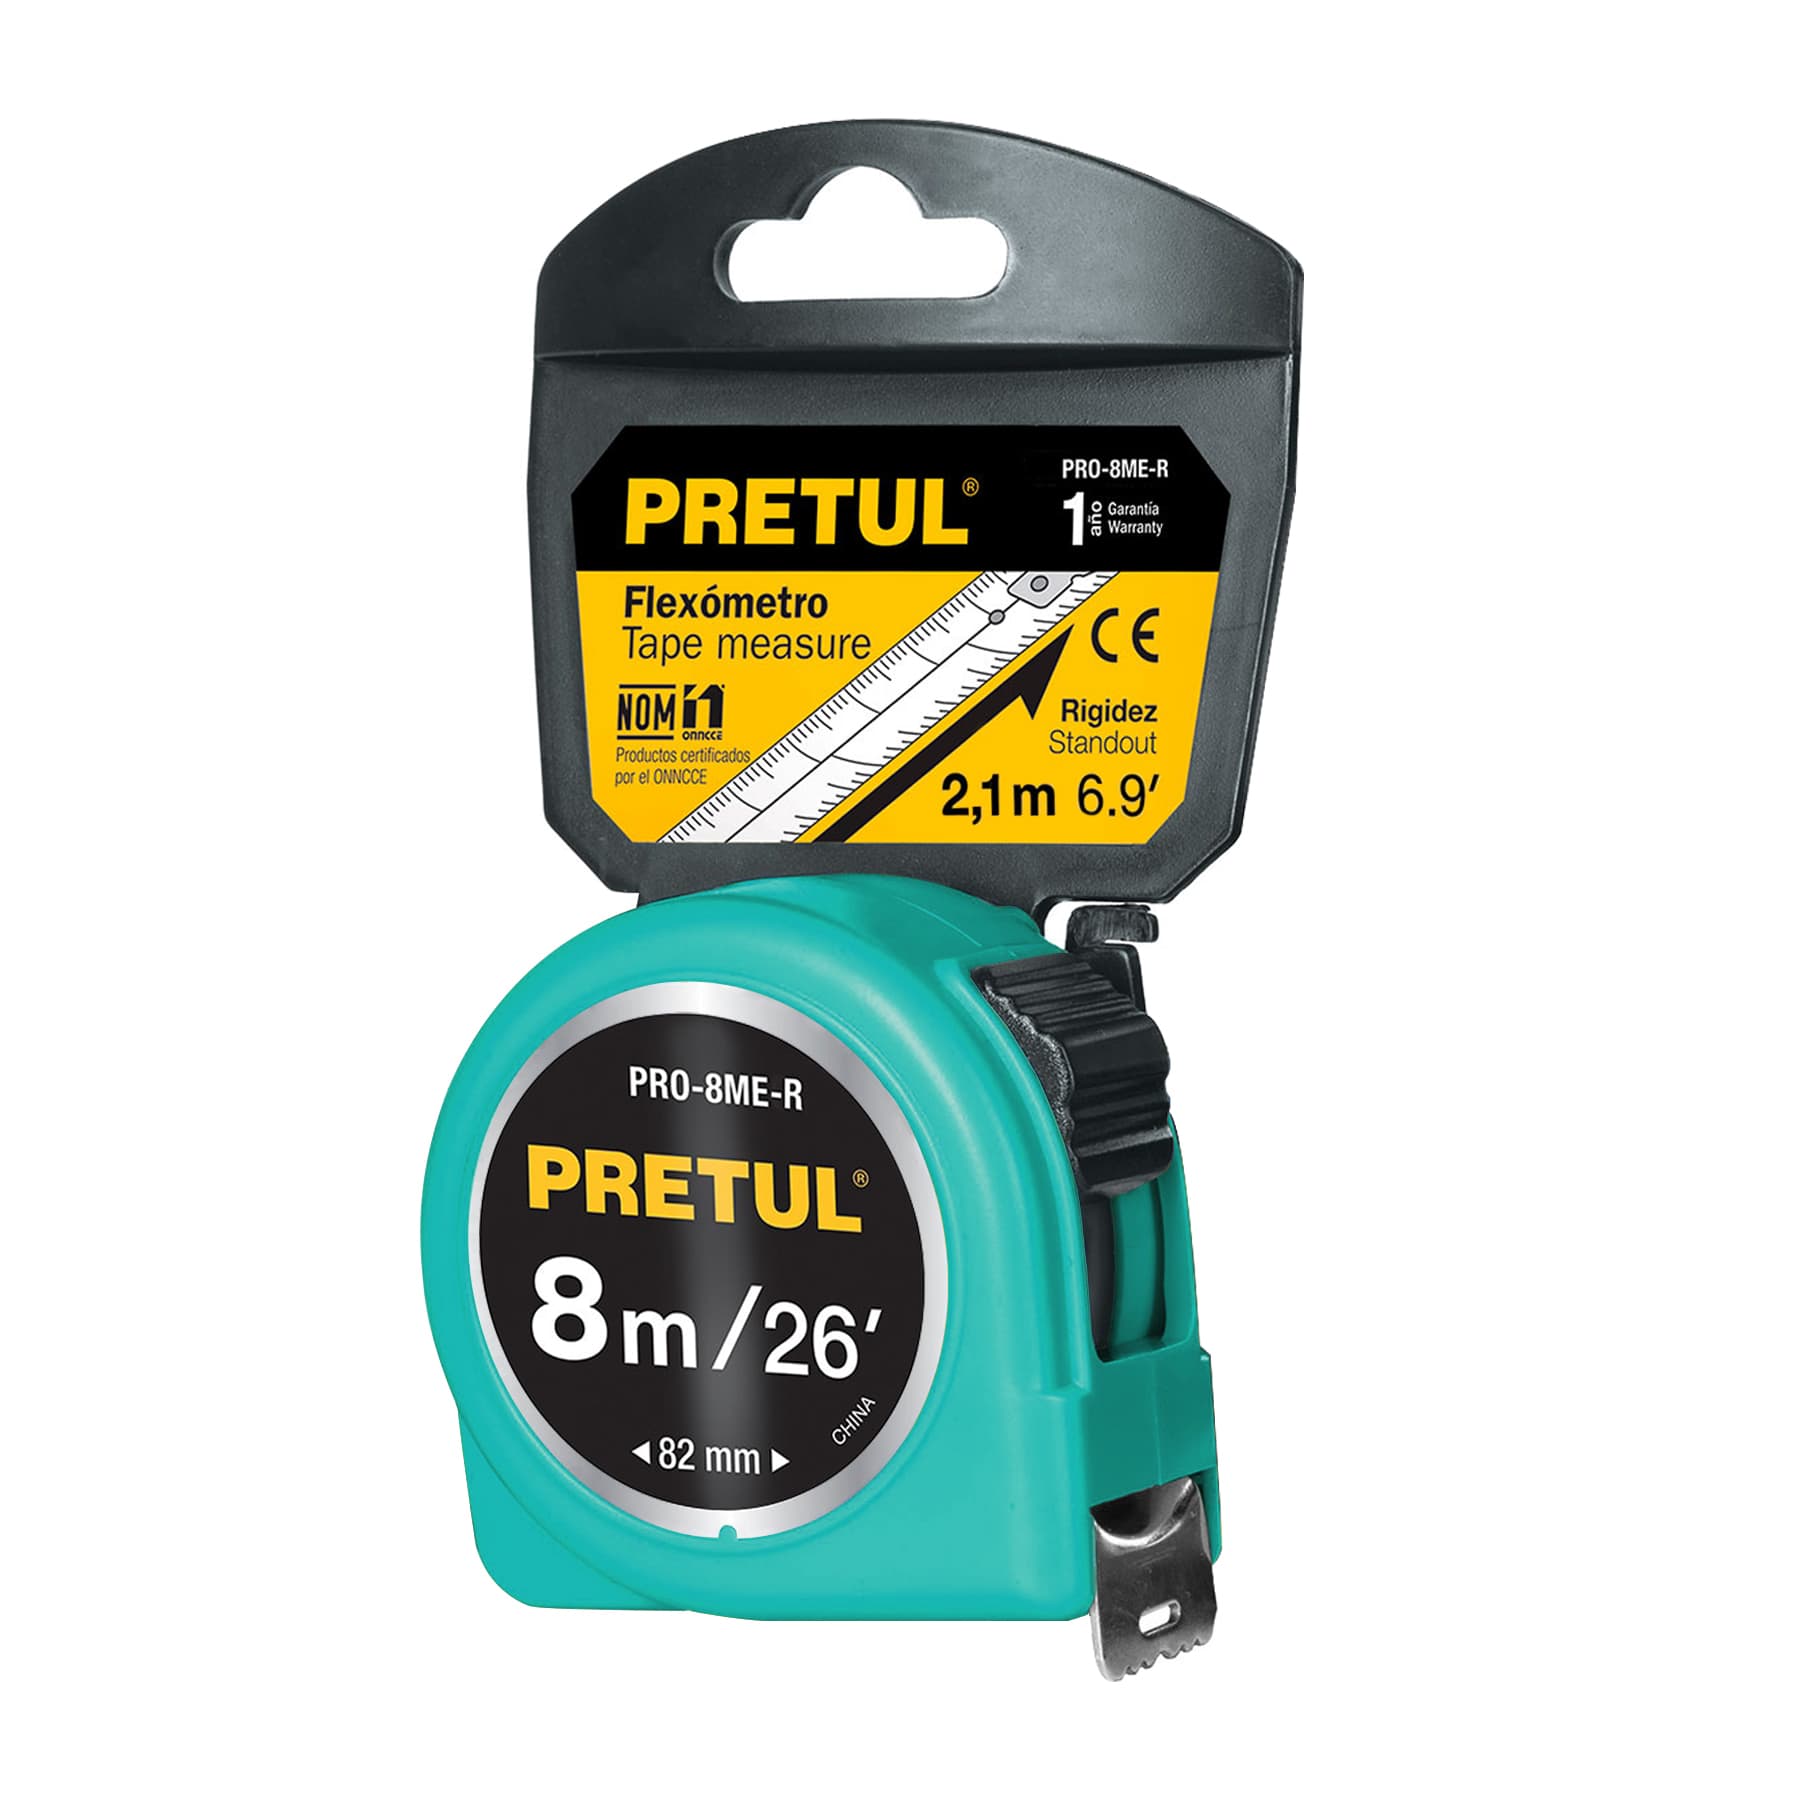 PRETUL®
PRO-8ME-R
1 año Garantía
Warranty
Flexómetro
Tape measure
CE
NOM
ONNCCE
Productos certificados
por el ONNCCE
Rigidez
Standout
2,1m 6.9′
PRO-8ME-R
PRETUL®
8m/26′
CHINA
◀82 mm▶